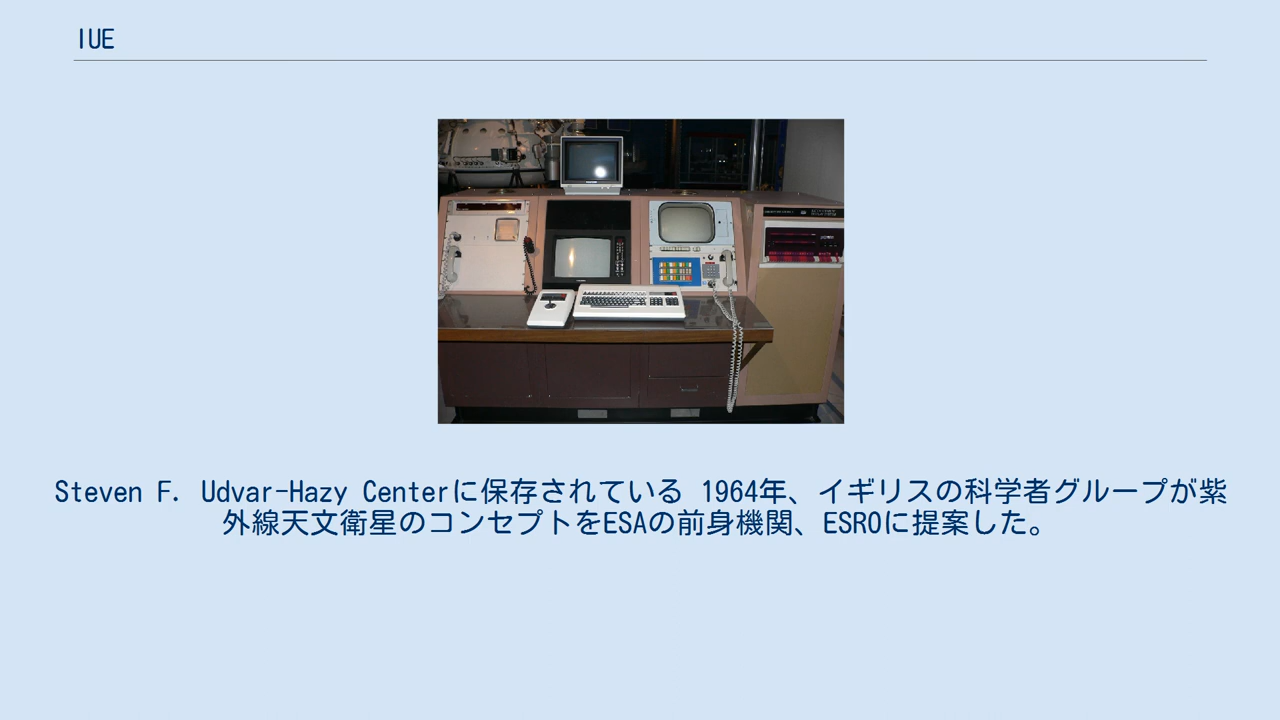 IUE
Steven F. Udvar-Hazy Centerに保存されている 1964年、イギリスの科学者グループが紫
外線天文衛星のコンセプトをESAの前身機関、ESROに提案した。